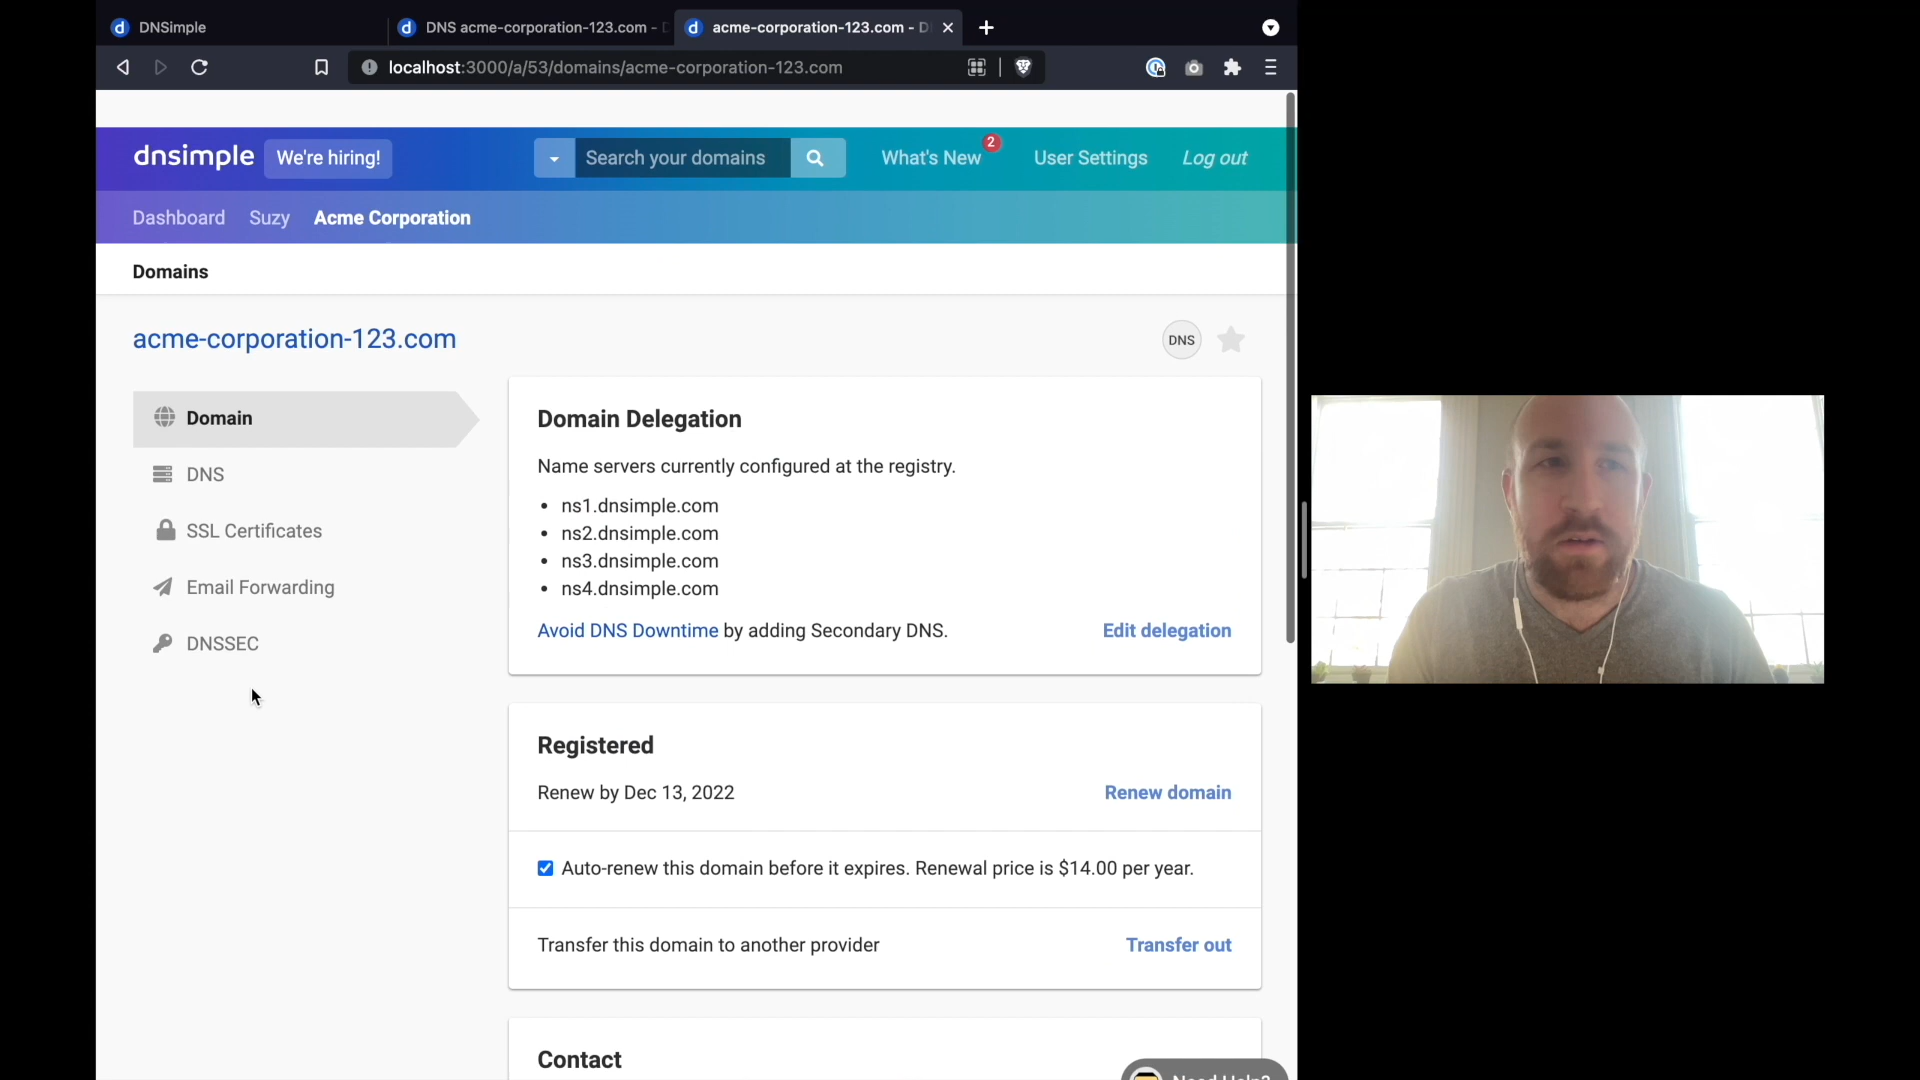 DNSimple
DNS acme-corporation-123.com -
acme-corporation-123.com - D
localhost:3000/a/53/domains/acme-corporation-123.com
dnsimple
We're hiring!
Search your domains
What's New
2
User Settings
Log out
Dashboard
Suzy
Acme Corporation
Domains
acme-corporation-123.com
DNS
Domain
DNS
SSL Certificates
Email Forwarding
DNSSEC
Domain Delegation
Name servers currently configured at the registry.
• ns1.dnsimple.com
• ns2.dnsimple.com
• ns3.dnsimple.com
• ns4.dnsimple.com
Avoid DNS Downtime by adding Secondary DNS.
Edit delegation
Registered
Renew by Dec 13, 2022
Renew domain
Auto-renew this domain before it expires. Renewal price is $14.00 per year.
Transfer this domain to another provider
Transfer out
Contact
Need Help?